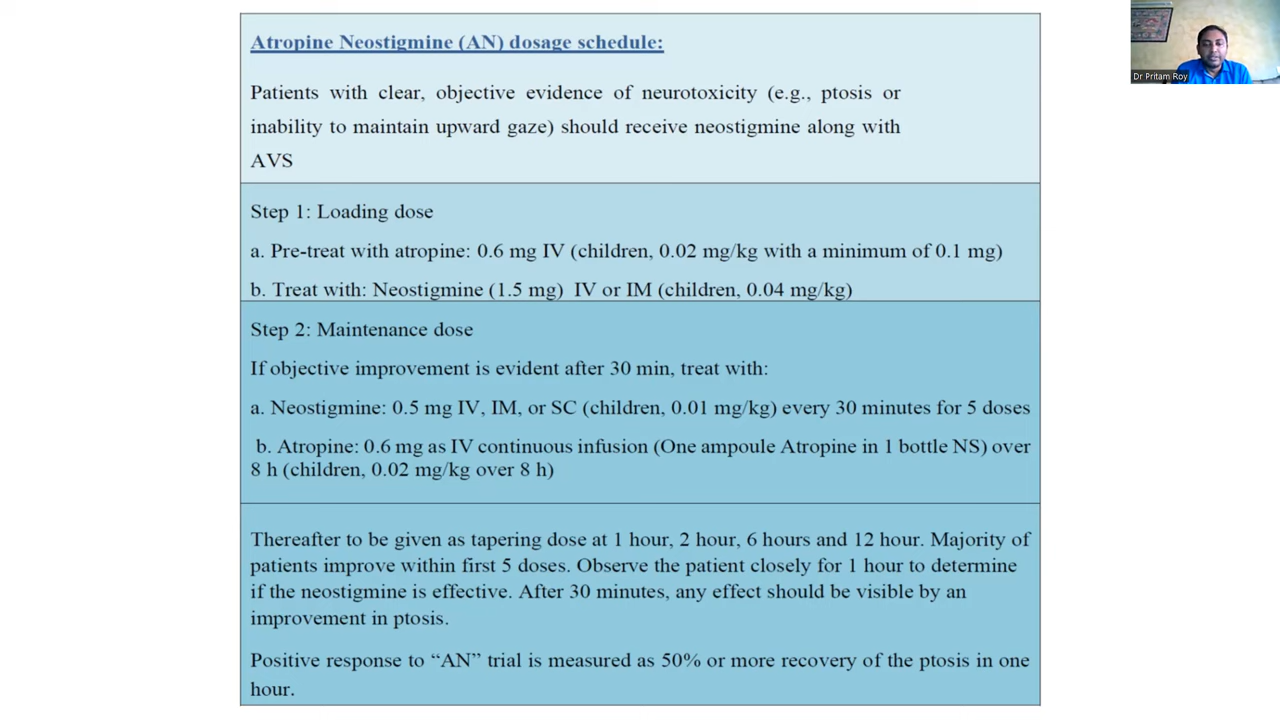 Atropine Neostigmine (AN) dosage schedule:
Patients with clear, objective evidence of neurotoxicity (e.g., ptosis or
inability to maintain upward gaze) should receive neostigmine along with
AVS
Step 1: Loading dose
a. Pre-treat with atropine: 0.6 mg IV (children, 0.02 mg/kg with a minimum of 0.1 mg)
b. Treat with: Neostigmine (1.5 mg) IV or IM (children, 0.04 mg/kg)
Step 2: Maintenance dose
If objective improvement is evident after 30 min, treat with:
a. Neostigmine: 0.5 mg IV, IM, or SC (children, 0.01 mg/kg) every 30 minutes for 5 doses
b. Atropine: 0.6 mg as IV continuous infusion (One ampoule Atropine in 1 bottle NS) over
8 h (children, 0.02 mg/kg over 8 h)
Thereafter to be given as tapering dose at 1 hour, 2 hour, 6 hours and 12 hour. Majority of
patients improve within first 5 doses. Observe the patient closely for 1 hour to determine
if the neostigmine is effective. After 30 minutes, any effect should be visible by an
improvement in ptosis.
Positive response to “AN” trial is measured as 50% or more recovery of the ptosis in one
hour.
Dr Pritam Roy